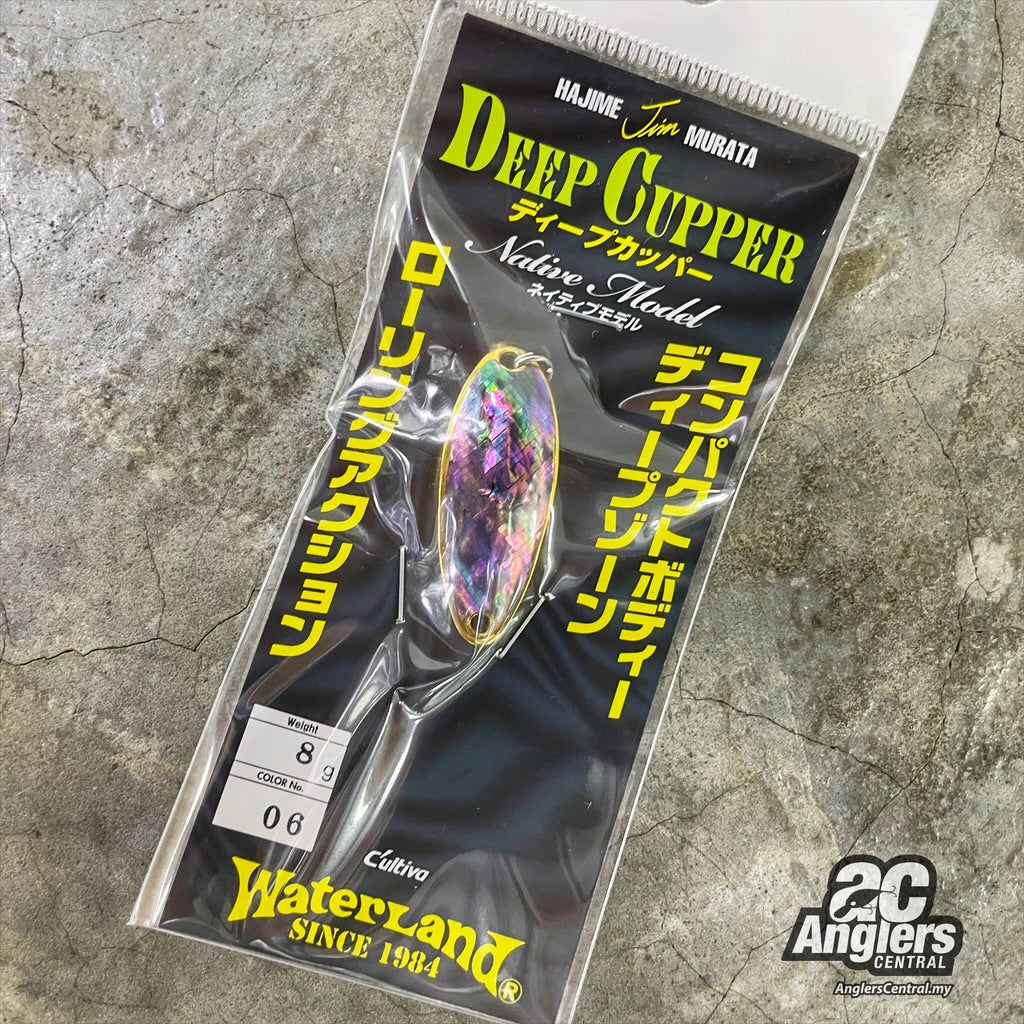 HAJIME Jim MURATA
DEEP CUPPER
ディープカッパー
Native Model
ネイティブモデル
コンパクトボディー
ディープゾーン
ローリングアクション
Weight
8 g
COLOR No.
06
C'ultiva
WATERLAND
SINCE 1984
®
ac
Anglers
CENTRAL
AnglersCentral.my